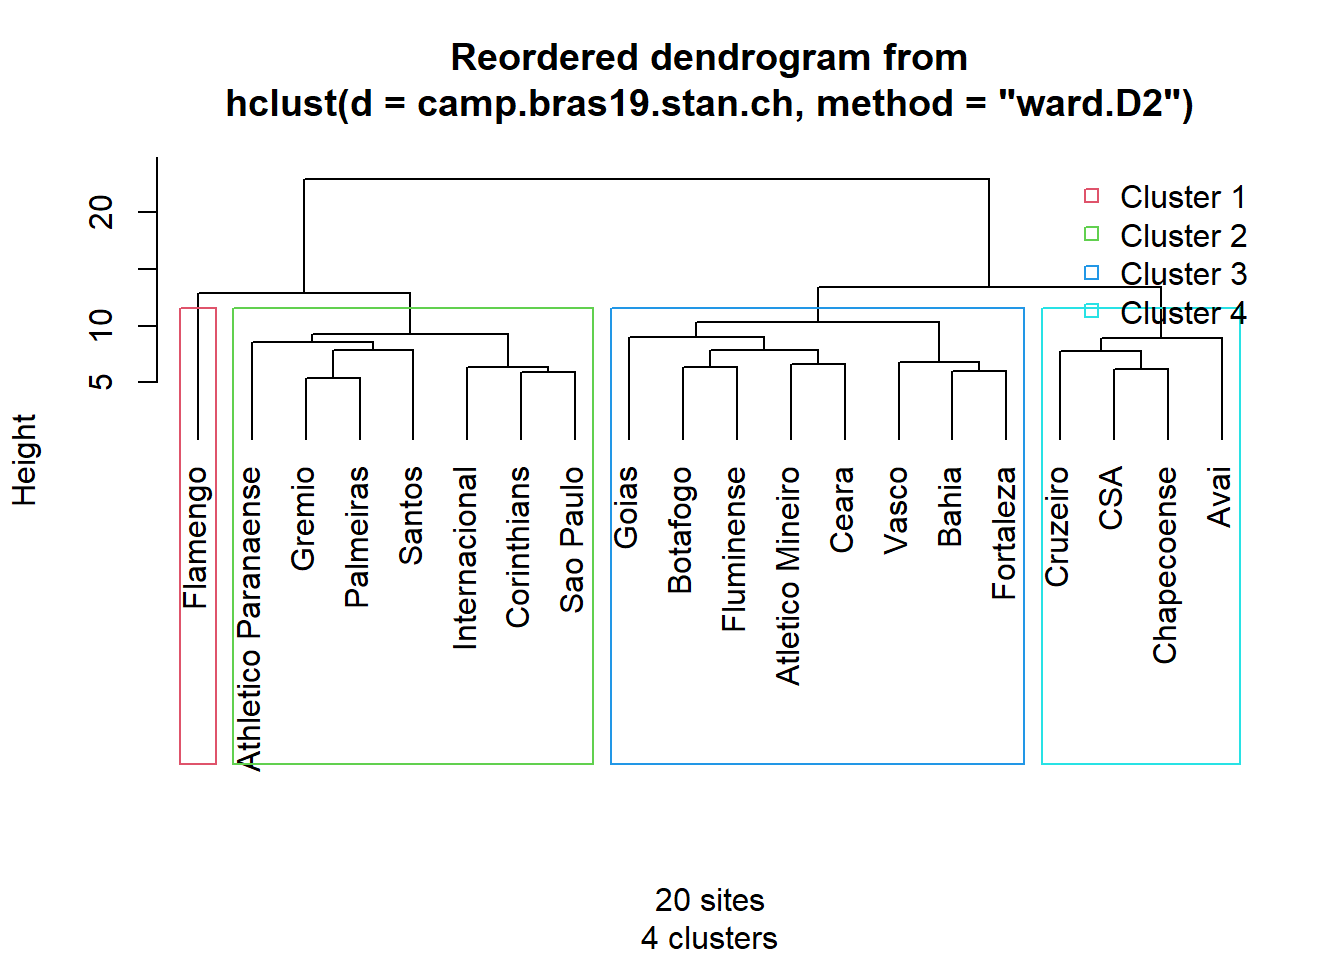 Reordered dendrogram from
hclust(d = camp.bras19.stan.ch, method = "ward.D2")
Height
20
10
5
Cluster 1
Cluster 2
Cluster 3
Cluster 4
Flamengo
Athletico Paranaense
Gremio
Palmeiras
Santos
Internacional
Corinthians
Sao Paulo
Goias
Botafogo
Fluminense
Atletico Mineiro
Ceara
Vasco
Bahia
Fortaleza
Cruzeiro
CSA
Chapecoense
Avai
20 sites
4 clusters